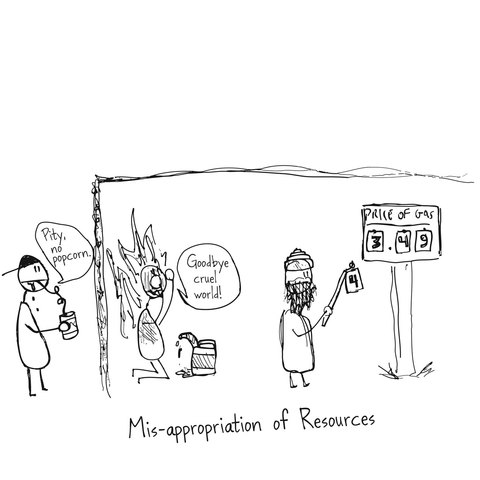 Pity,
no
popcorn.
Goodbye
cruel
world!
PRICE OF GAS
3.49
4
Mis-appropriation of Resources